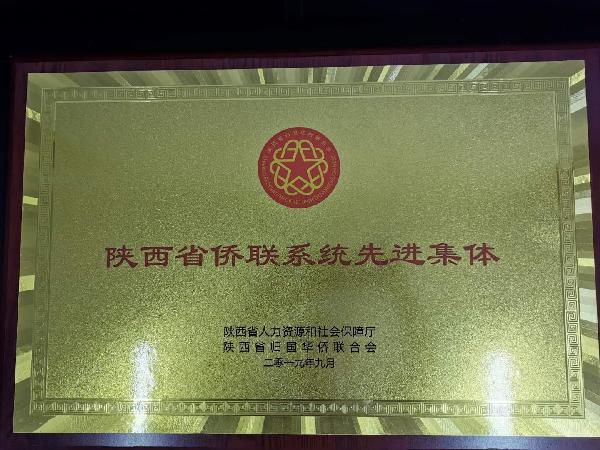 陕西省侨联系统先进集体
陕西省人力资源和社会保障厅
陕西省归国华侨联合会
二零一九年九月